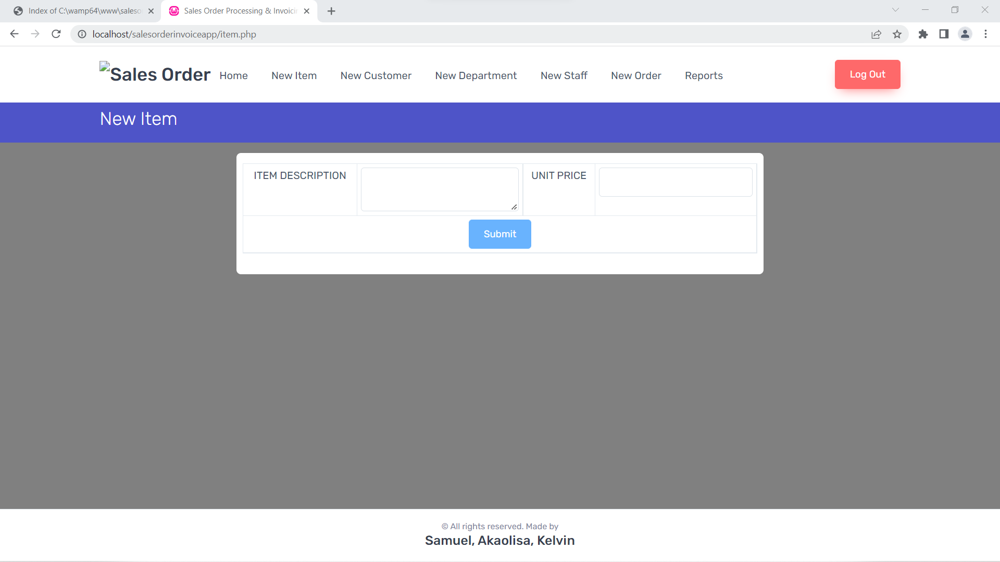 Index of C:\wamp64\www\saleso
Sales Order Processing & Invoicin
localhost/salesorderinvoiceapp/item.php
Sales Order Home New Item New Customer New Department New Staff New Order Reports Log Out
New Item
ITEM DESCRIPTION UNIT PRICE
Submit
© All rights reserved. Made by
Samuel, Akaolisa, Kelvin